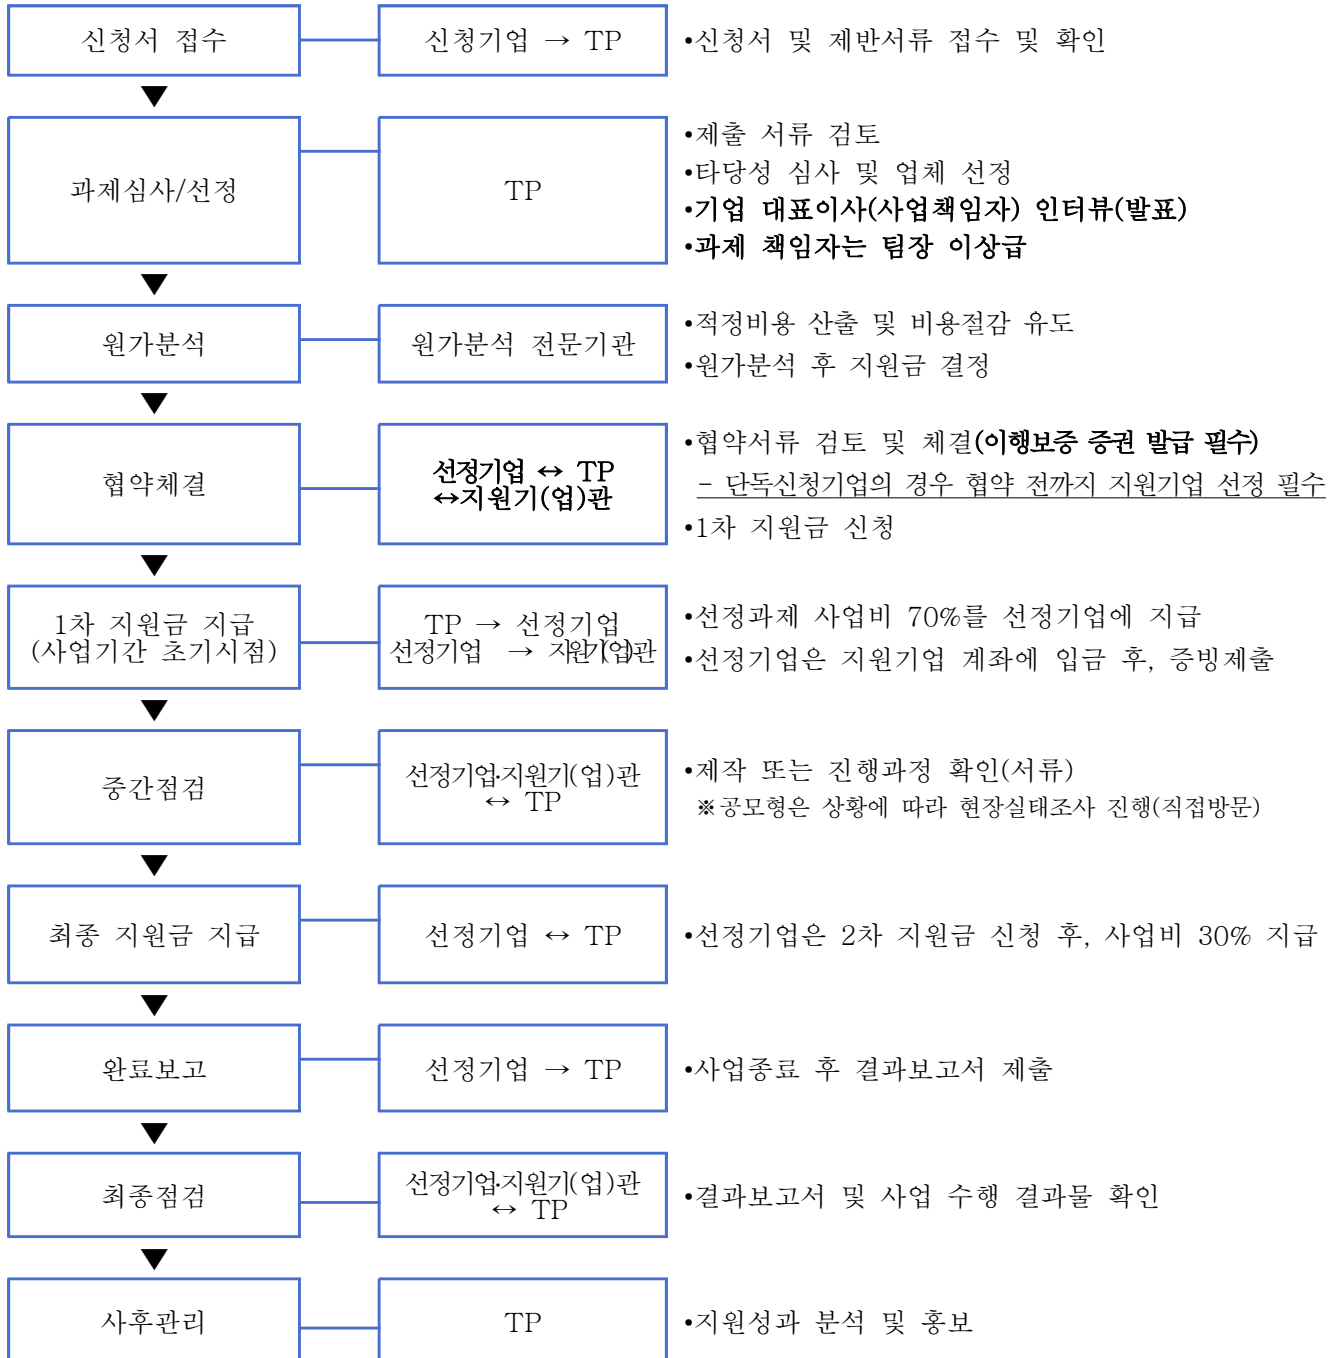 신청서 접수
신청기업 → TP
•신청서 및 제반서류 접수 및 확인
▼
과제심사/선정
TP
•제출 서류 검토
•타당성 심사 및 업체 선정
•기업 대표이사(사업책임자) 인터뷰(발표)
•과제 책임자는 팀장 이상급
▼
원가분석
원가분석 전문기관
•적정비용 산출 및 비용절감 유도
•원가분석 후 지원금 결정
▼
협약체결
선정기업 ↔ TP
↔지원기(업)관
•협약서류 검토 및 체결(이행보증 증권 발급 필수)
- 단독신청기업의 경우 협약 전까지 지원기업 선정 필수
•1차 지원금 신청
▼
1차 지원금 지급
(사업기간 초기시점)
TP → 선정기업
선정기업 → 지원기(업)관
•선정과제 사업비 70%를 선정기업에 지급
•선정기업은 지원기업 계좌에 입금 후, 증빙제출
▼
중간점검
선정기업·지원기(업)관
↔ TP
•제작 또는 진행과정 확인(서류)
※공모형은 상황에 따라 현장실태조사 진행(직접방문)
▼
최종 지원금 지급
선정기업 ↔ TP
•선정기업은 2차 지원금 신청 후, 사업비 30% 지급
▼
완료보고
선정기업 → TP
•사업종료 후 결과보고서 제출
▼
최종점검
선정기업·지원기(업)관
↔ TP
•결과보고서 및 사업 수행 결과물 확인
▼
사후관리
TP
•지원성과 분석 및 홍보